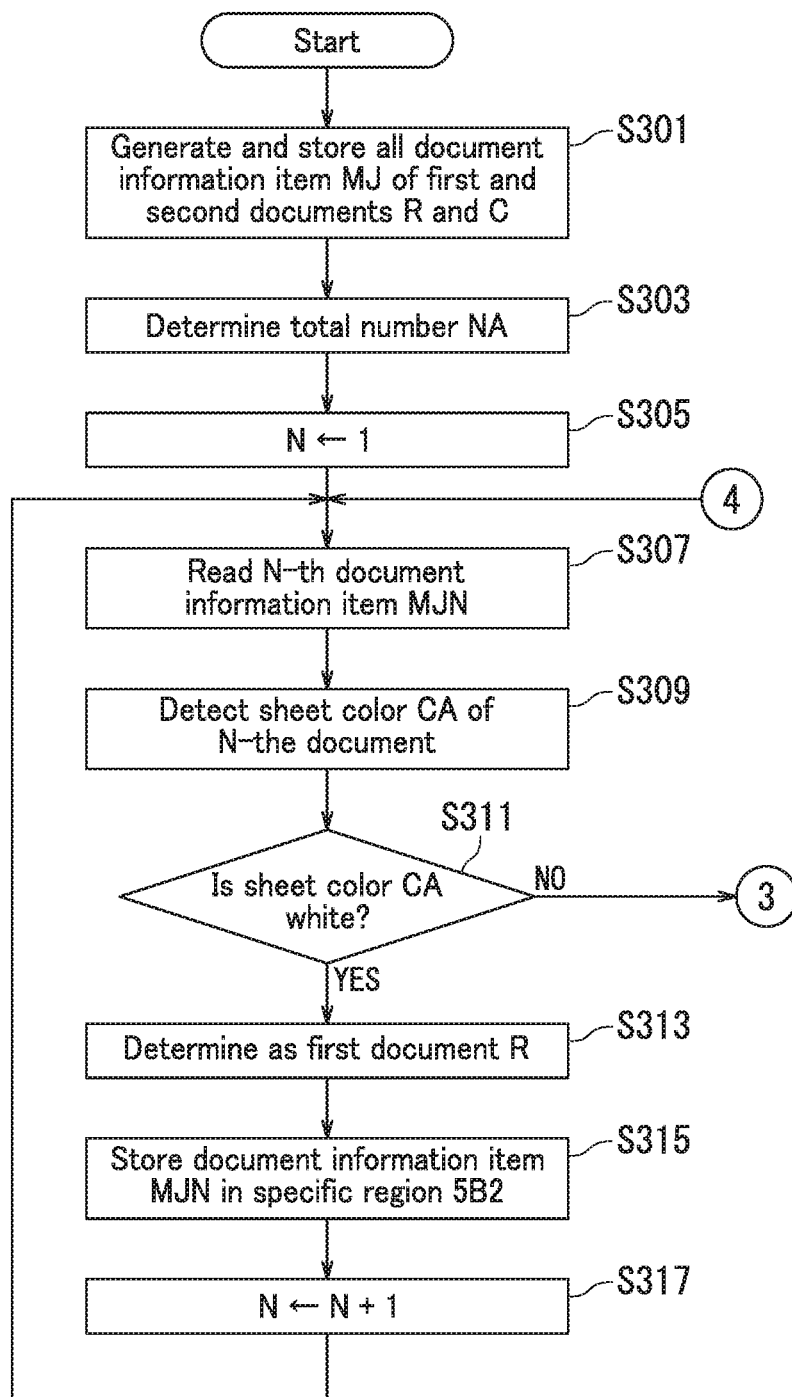 Start
S301
Generate and store all document
information item MJ of first and
second documents R and C
S303
Determine total number NA
S305
N ← 1
4
S307
Read N-th document
information item MJN
S309
Detect sheet color CA of
N-the document
S311
Is sheet color CA
white?
NO
3
YES
S313
Determine as first document R
S315
Store document information item
MJN in specific region 5B2
S317
N ← N + 1